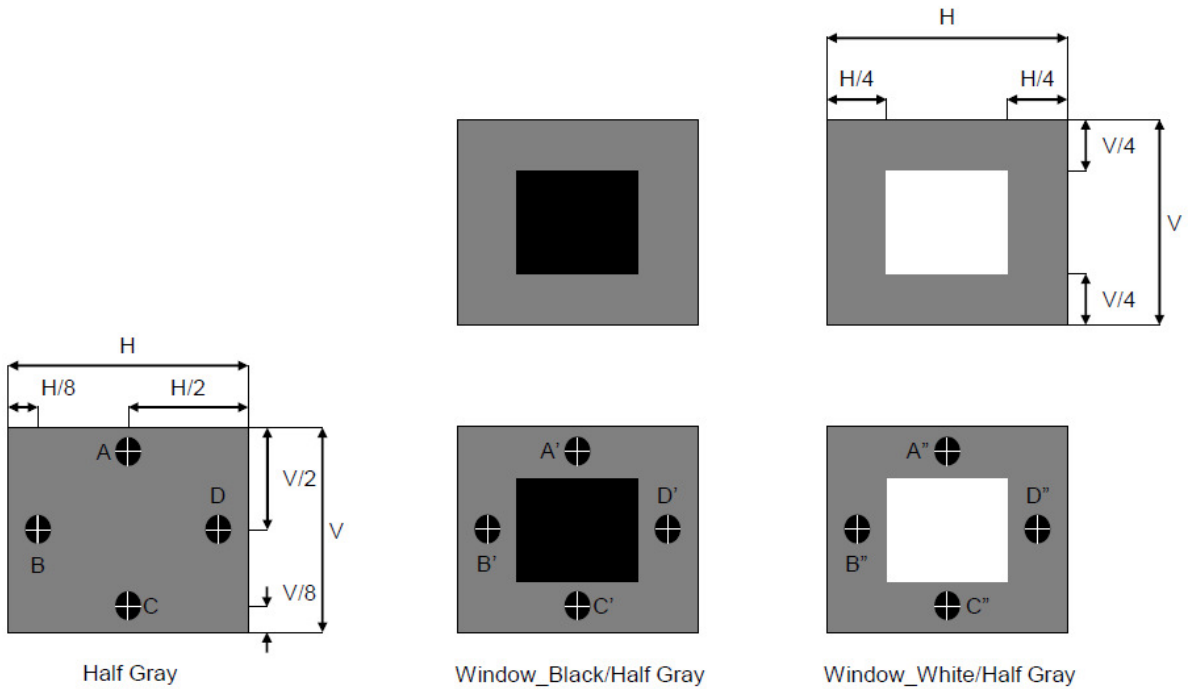 H
H/4
H/4
V/4
V
V/4
H
H/8
H/2
A
V/2
D
V
B
V/8
C
A’
D’
B’
C’
A”
D”
B”
C”
Half Gray
Window_Black/Half Gray
Window_White/Half Gray